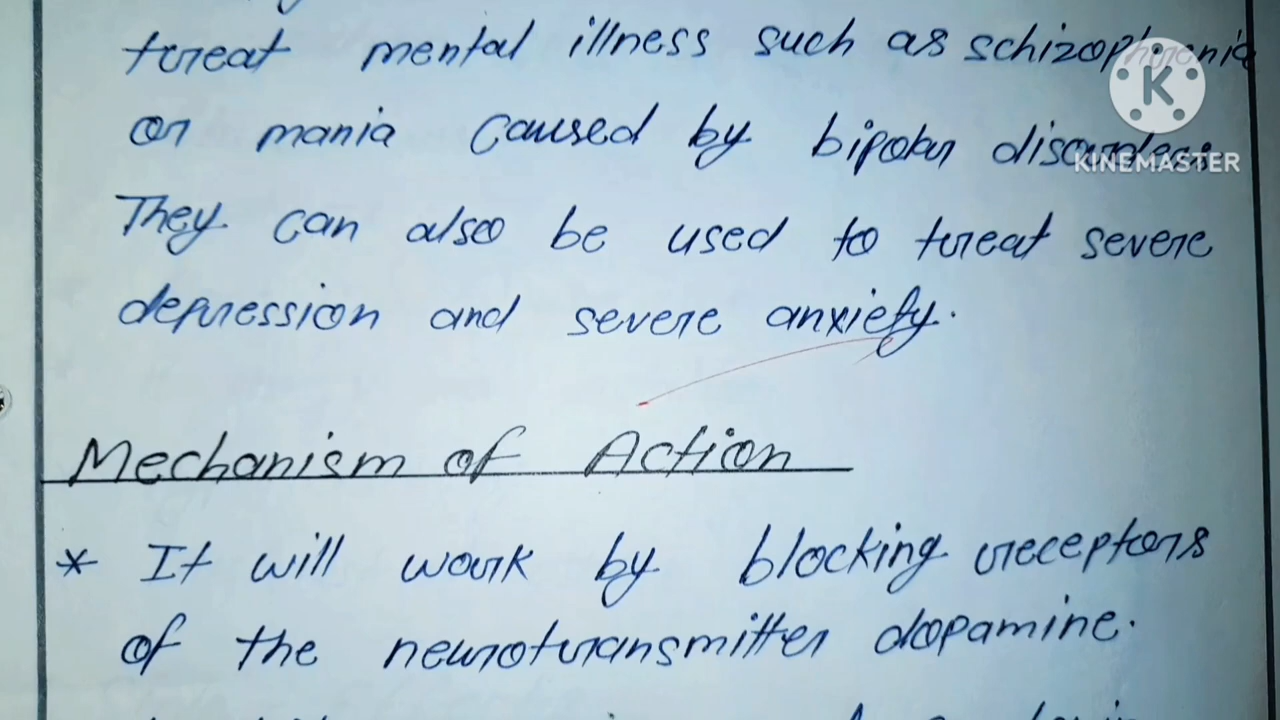 treat mental illness such as schizophrenia
or mania caused by bipolar disorders
They can also be used to treat severe
depression and severe anxiety.
Mechanism of Action
* It will work by blocking receptors
of the neurotransmitter dopamine.
K
KINEMASTER